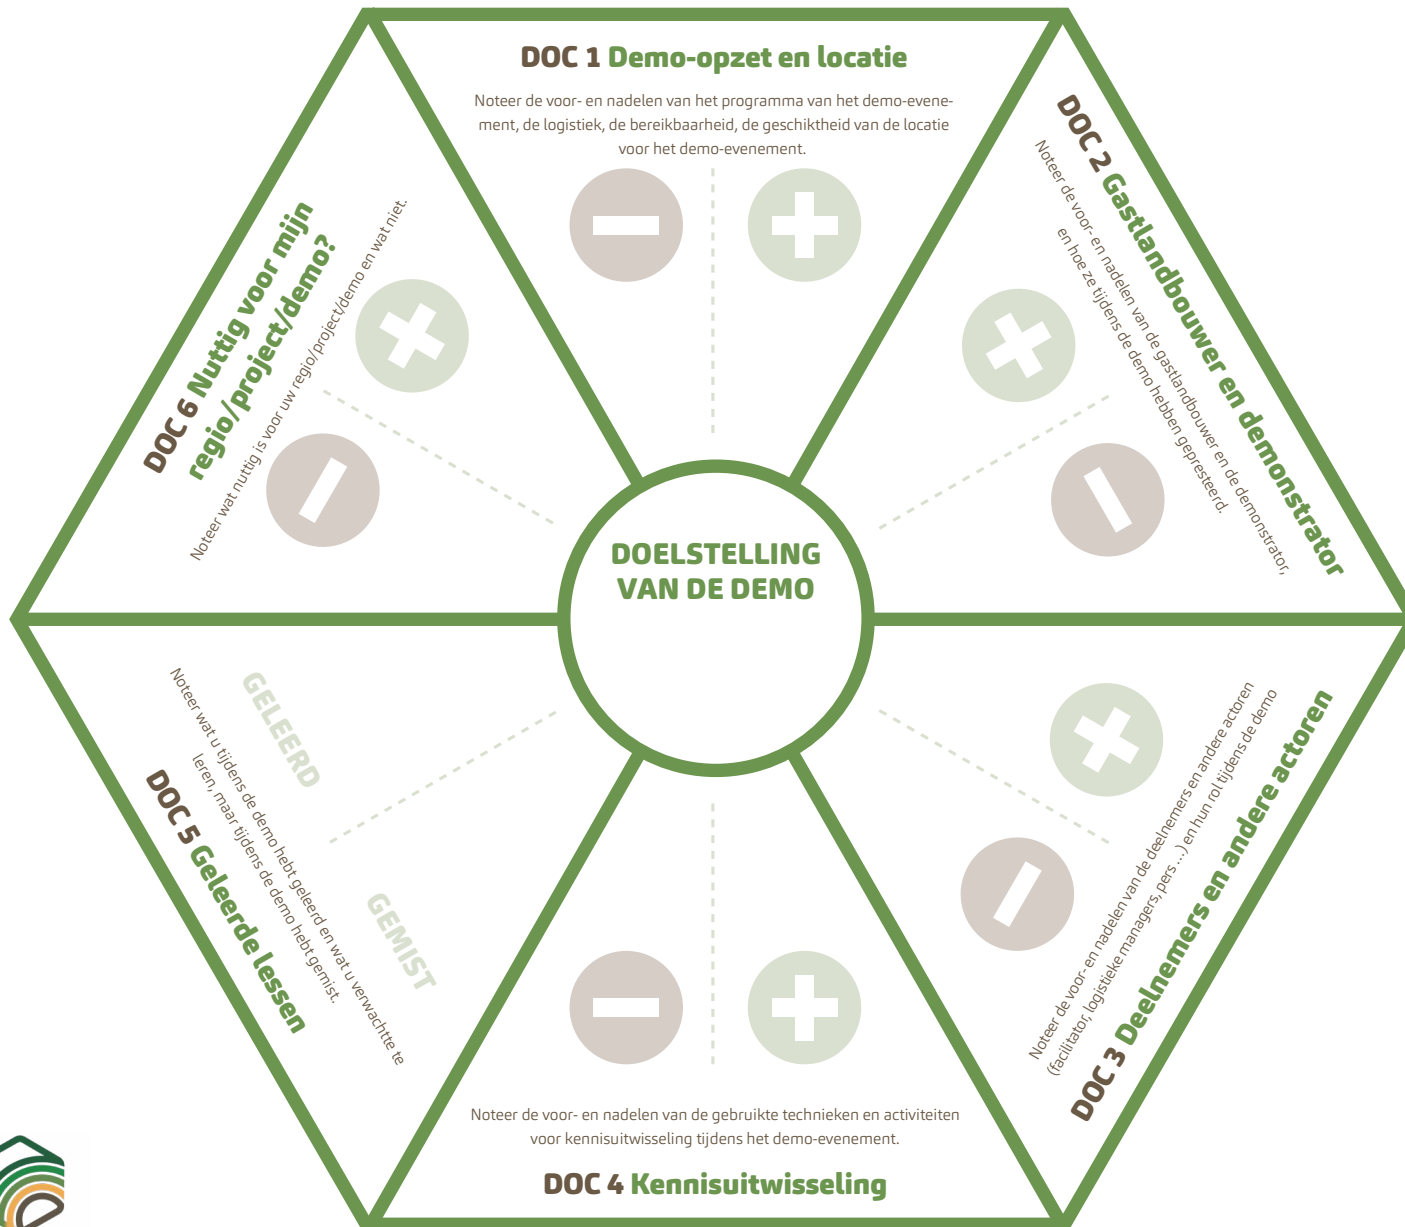 DOC 1 Demo-opzet en locatie
Noteer de voor- en nadelen van het programma van het demo-evene-
ment, de logistiek, de bereikbaarheid, de geschiktheid van de locatie
voor het demo-evenement.
DOC 2 Gastlandbouwer en demonstrator
Noteer de voor- en nadelen van de gastlandbouwer en de demonstrator,
en hoe ze tijdens de demo hebben gepresteerd.
DOELSTELLING
VAN DE DEMO
Noteer de voor- en nadelen van de deelnemers en andere actoren
(facilitator, logistieke managers, pers ...) en hun rol tijdens de demo
DOC 3 Deelnemers en andere actoren
Noteer de voor- en nadelen van de gebruikte technieken en activiteiten
voor kennisuitwisseling tijdens het demo-evenement.
DOC 4 Kennisuitwisseling
GELEERD
GEMIST
Noteer wat u tijdens de demo hebt geleerd en wat u verwachtte te
leren, maar tijdens de demo hebt gemist.
DOC 5 Geleerde lessen
DOC 6 Nuttig voor mijn
regio/project/demo?
Noteer wat nuttig is voor uw regio/project/demo en wat niet.